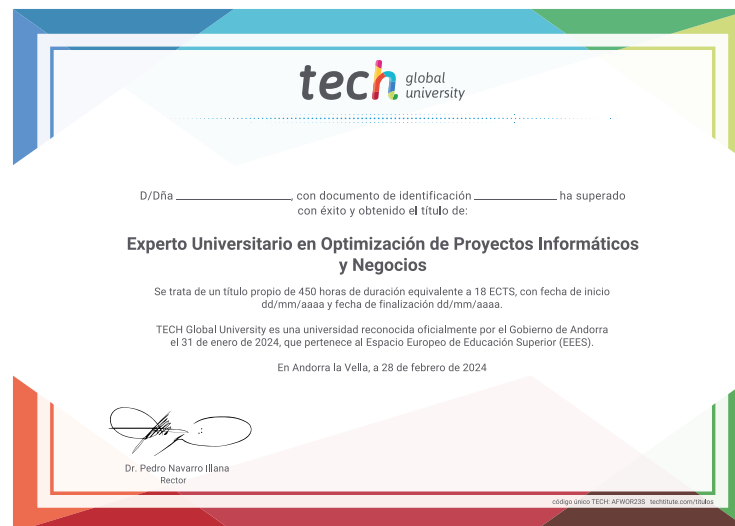 tech global
university
D/Dña ____________________, con documento de identificación ______________ ha superado
con éxito y obtenido el título de:
Experto Universitario en Optimización de Proyectos Informáticos
y Negocios
Se trata de un título propio de 450 horas de duración equivalente a 18 ECTS, con fecha de inicio
dd/mm/aaaa y fecha de finalización dd/mm/aaaa.
TECH Global University es una universidad reconocida oficialmente por el Gobierno de Andorra
el 31 de enero de 2024, que pertenece al Espacio Europeo de Educación Superior (EEES).
En Andorra la Vella, a 28 de febrero de 2024
Dr. Pedro Navarro Illana
Rector
código único TECH: AFWOR23S techtitute.com/titulos